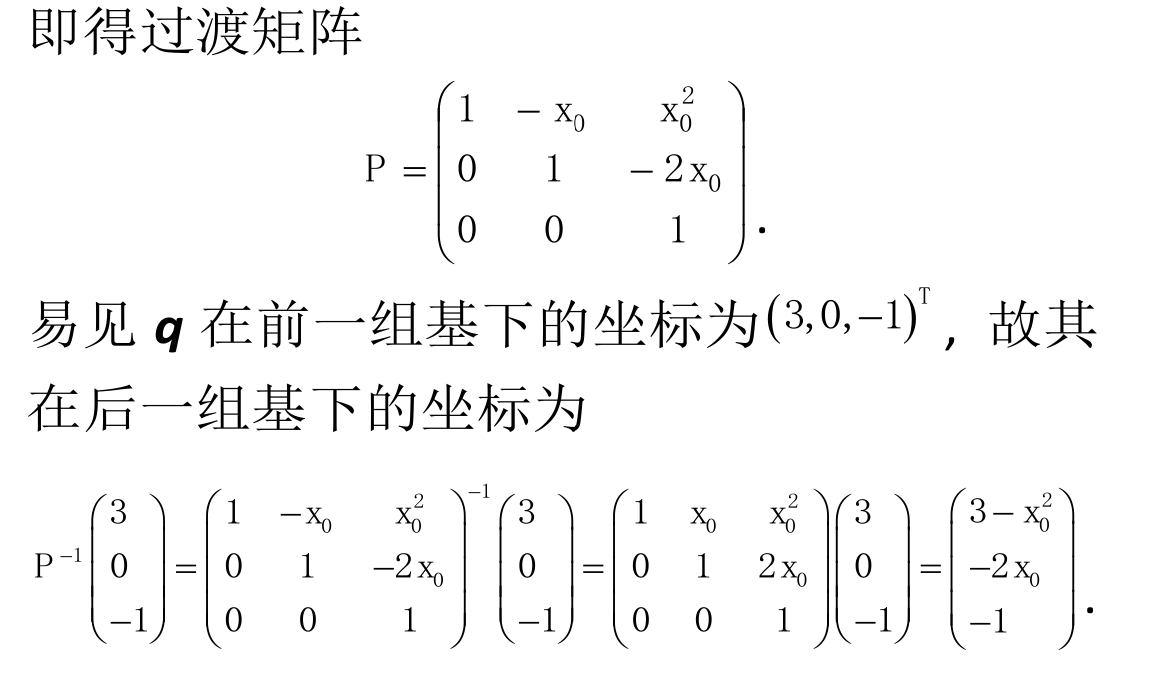 即得过渡矩阵
P = \begin{pmatrix} 1 & -x_0 & x_0^2 \\ 0 & 1 & -2x_0 \\ 0 & 0 & 1 \end{pmatrix}.
易见 q 在前一组基下的坐标为(3,0,-1)^T, 故其
在后一组基下的坐标为
P^{-1} \begin{pmatrix} 3 \\ 0 \\ -1 \end{pmatrix} = \begin{pmatrix} 1 & -x_0 & x_0^2 \\ 0 & 1 & -2x_0 \\ 0 & 0 & 1 \end{pmatrix}^{-1} \begin{pmatrix} 3 \\ 0 \\ -1 \end{pmatrix} = \begin{pmatrix} 1 & x_0 & x_0^2 \\ 0 & 1 & 2x_0 \\ 0 & 0 & 1 \end{pmatrix} \begin{pmatrix} 3 \\ 0 \\ -1 \end{pmatrix} = \begin{pmatrix} 3-x_0^2 \\ -2x_0 \\ -1 \end{pmatrix}.